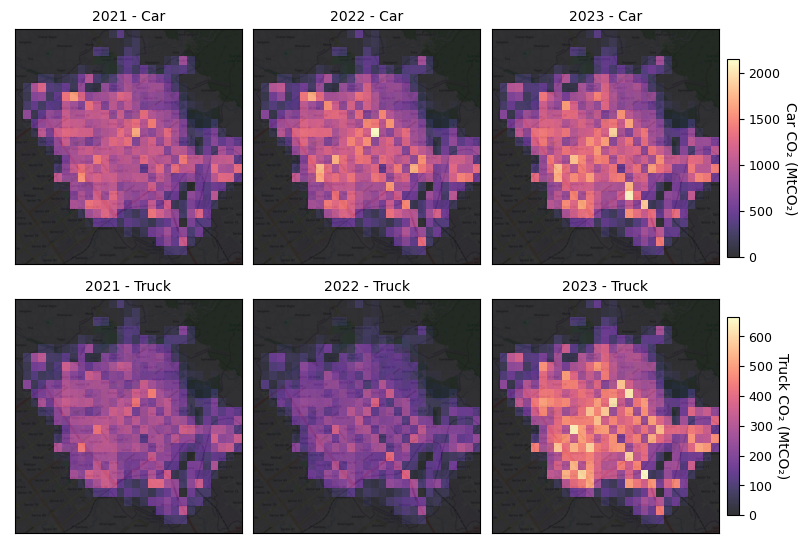 2021 - Car
2022 - Car
2023 - Car
2000
1500
1000
500
0
Car CO₂ (MtCO₂)
2021 - Truck
2022 - Truck
2023 - Truck
600
500
400
300
200
100
0
Truck CO₂ (MtCO₂)